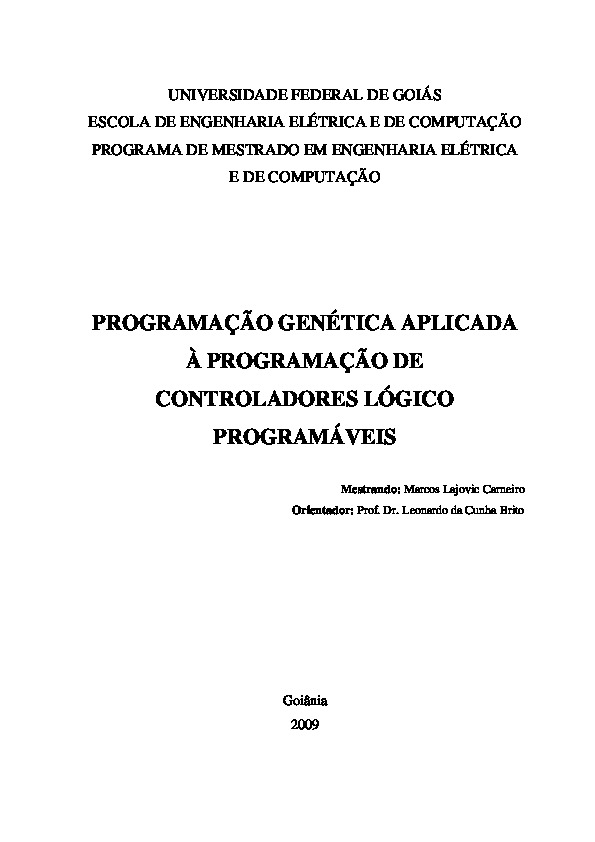 UNIVERSIDADE FEDERAL DE GOIÁS
ESCOLA DE ENGENHARIA ELÉTRICA E DE COMPUTAÇÃO
PROGRAMA DE MESTRADO EM ENGENHARIA ELÉTRICA
E DE COMPUTAÇÃO
PROGRAMAÇÃO GENÉTICA APLICADA
À PROGRAMAÇÃO DE
CONTROLADORES LÓGICO
PROGRAMÁVEIS
Mestrando: Marcos Lajovic Carneiro
Orientador: Prof. Dr. Leonardo da Cunha Brito
Goiânia
2009